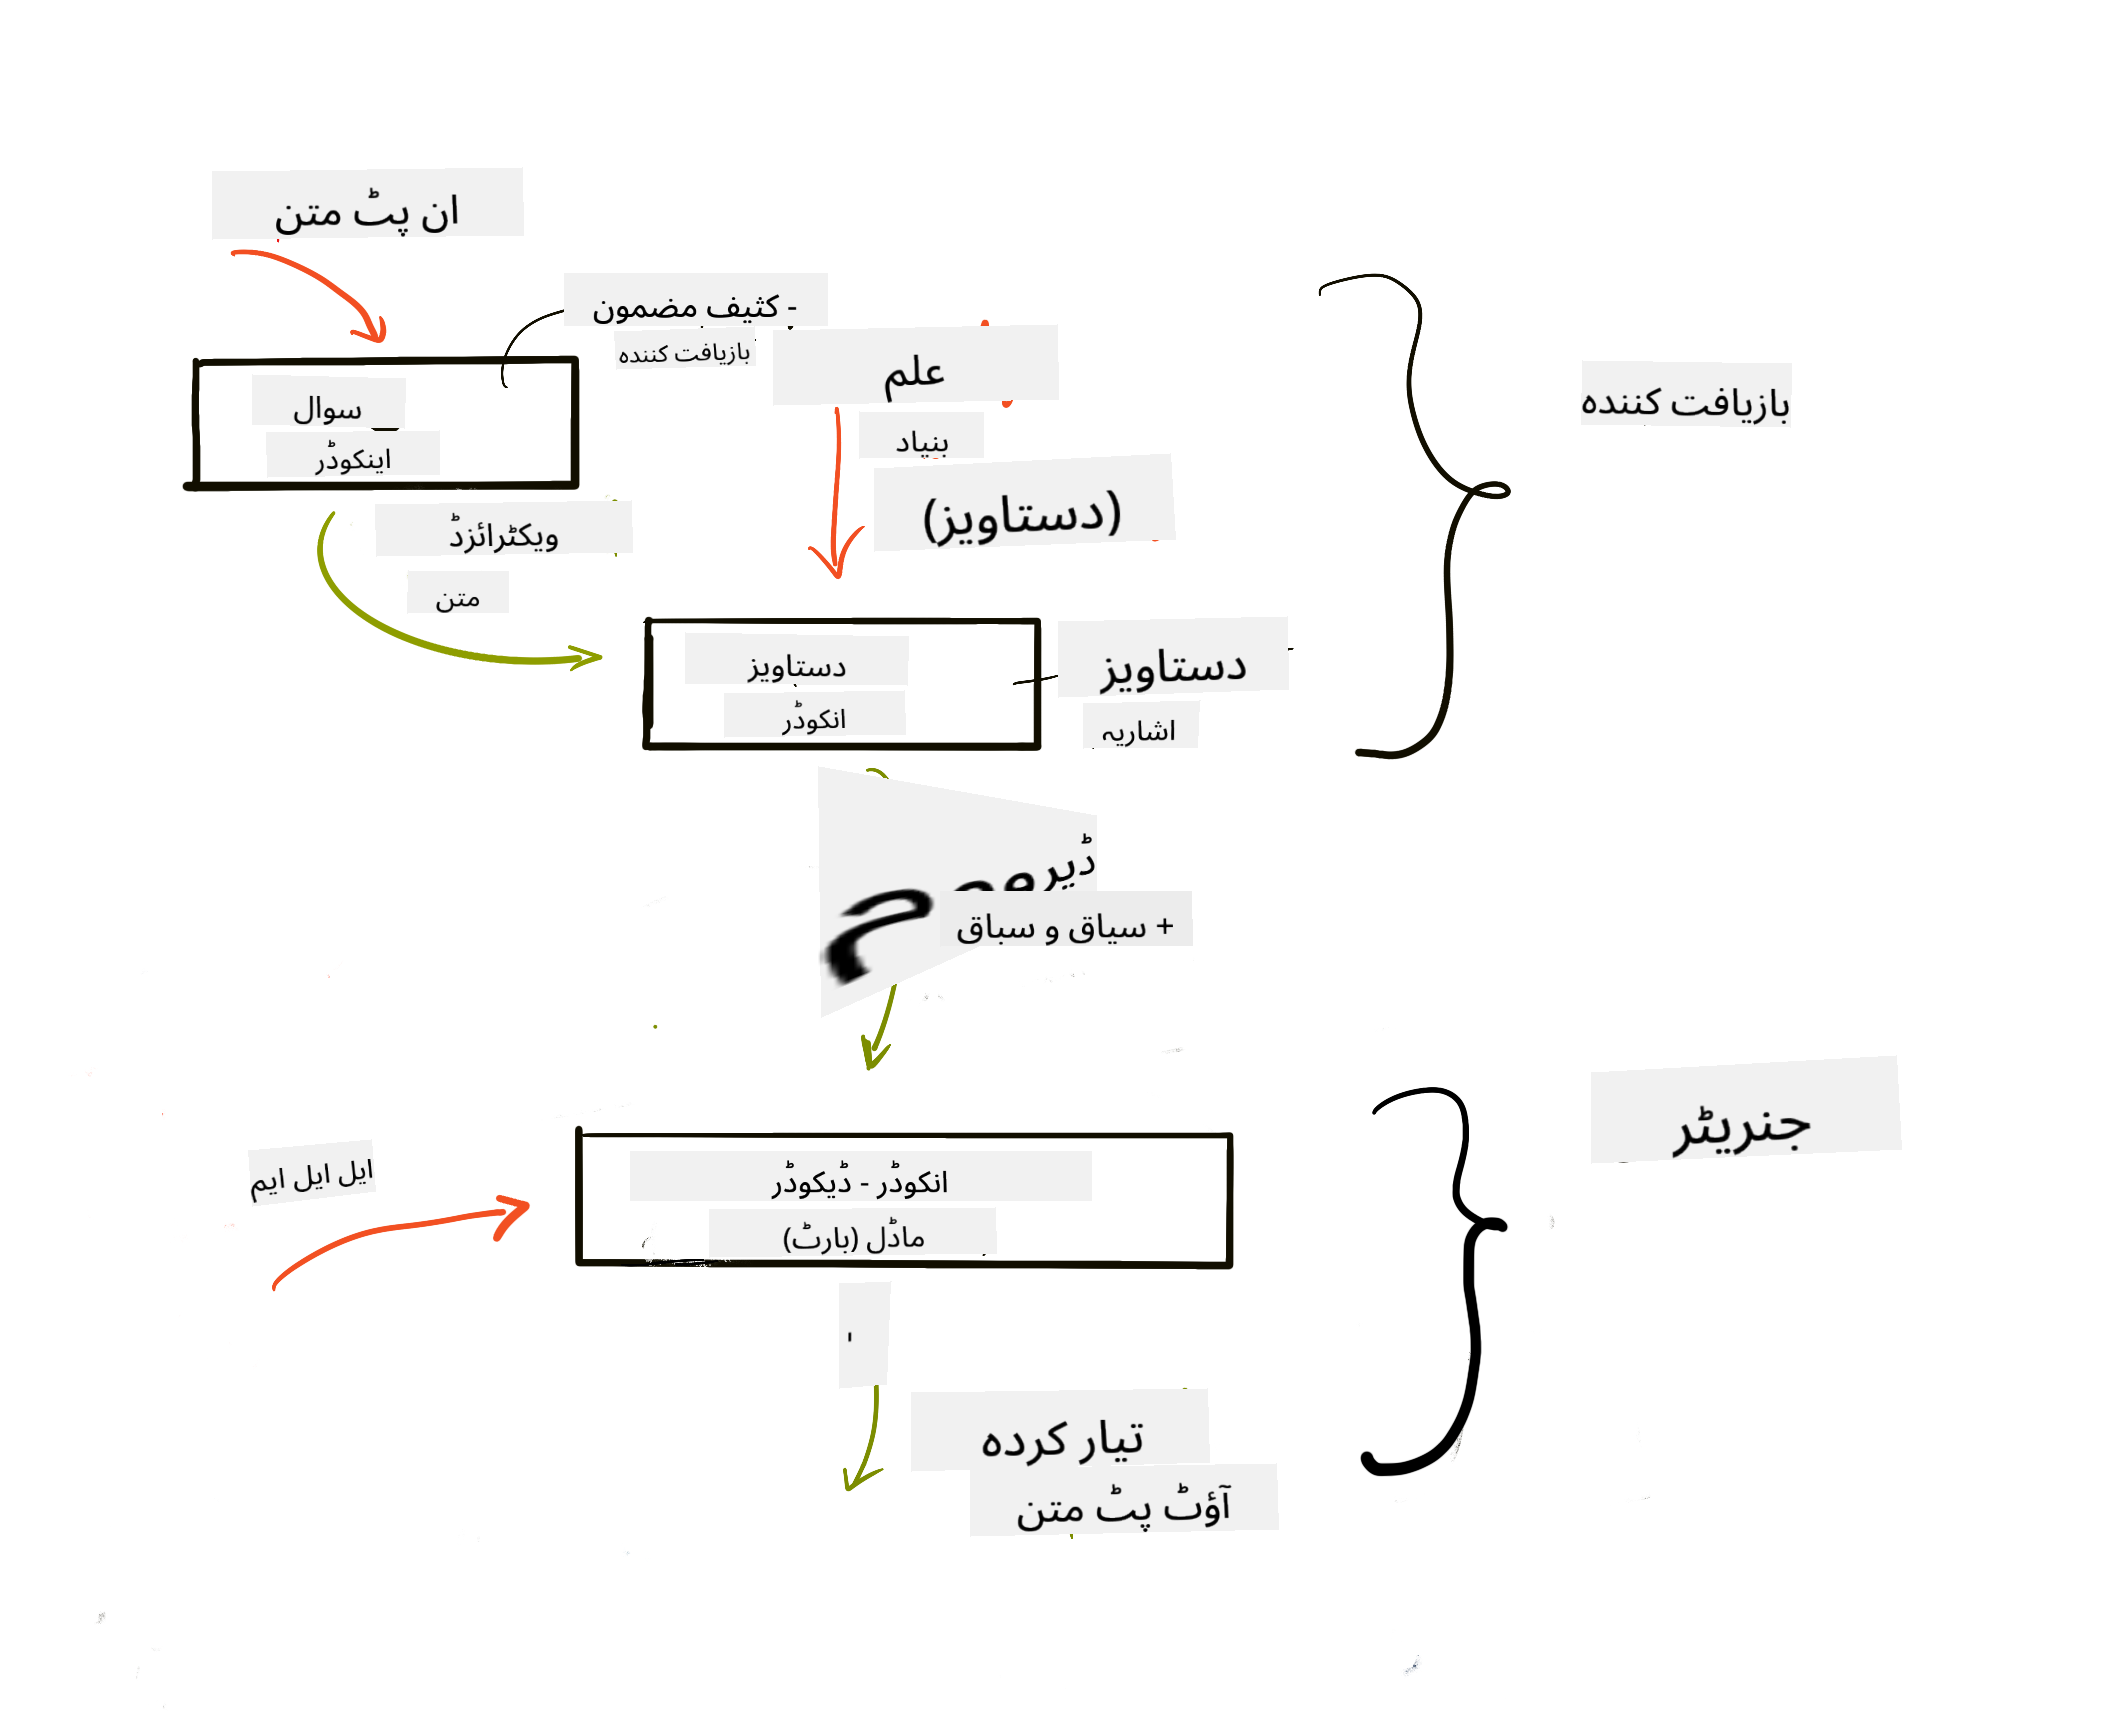 ان پٹ متن
- کثیف مضمون
بازیافت کنندہ
علم
بنیاد
(دستاویز)
بازیافت کنندہ
سوال
اینکوڈر
ویکٹرائزڈ
متن
دستاویز
انکوڈر
دستاویز
اشاریہ
+ سیاق و سباق
جنریٹر
ایل ایل ایم
انکوڈر - ڈیکوڈر
ماڈل (بارٹ)
تیار کردہ
آؤٹ پٹ متن